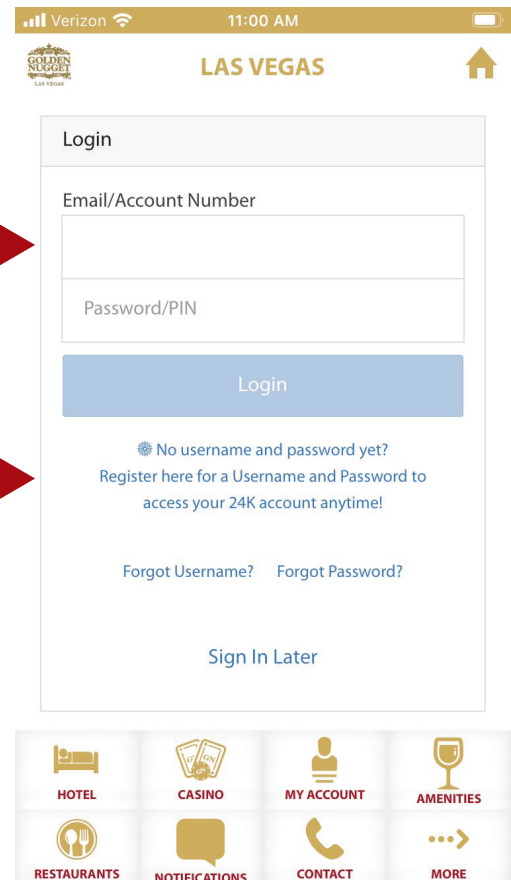 Verizon 11:00 AM
GOLDEN
NUGGET
LAS VEGAS
LAS VEGAS
Login
Email/Account Number
Password/PIN
Login
No username and password yet?
Register here for a Username and Password to
access your 24K account anytime!
Forgot Username? Forgot Password?
Sign In Later
G GN
HOTEL CASINO MY ACCOUNT AMENITIES
RESTAURANTS NOTIFICATIONS CONTACT MORE